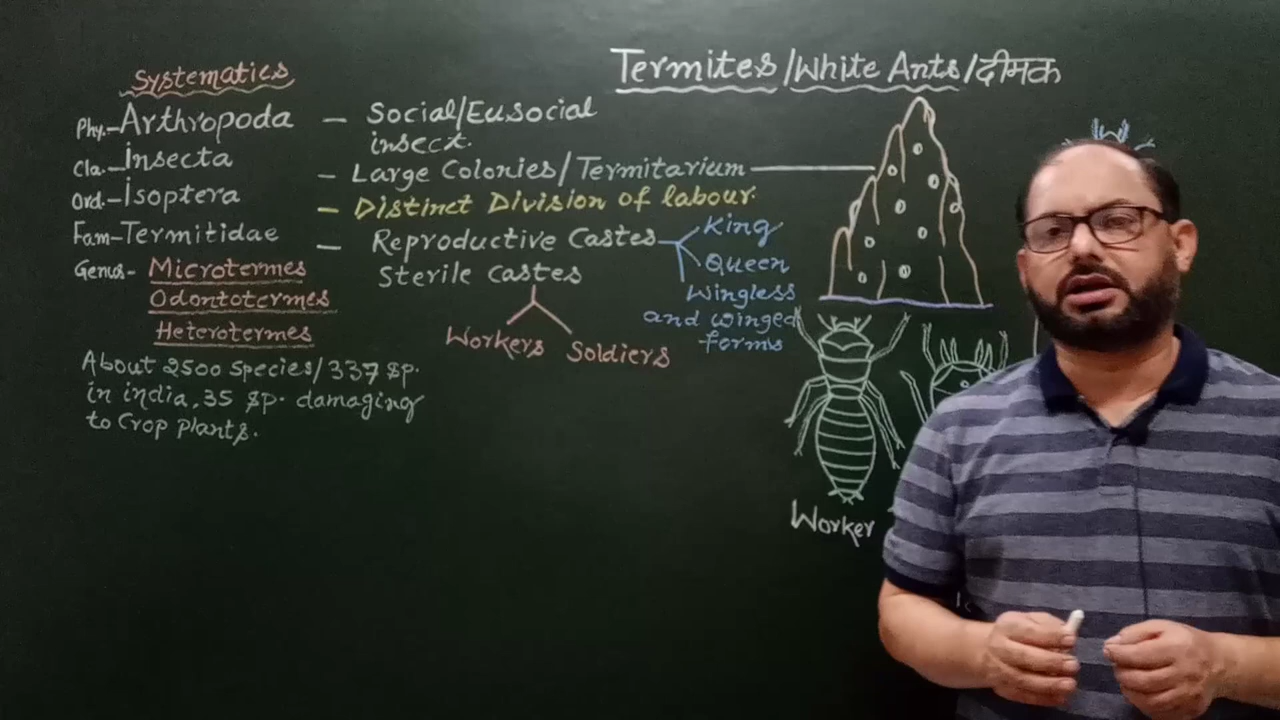 Termites/White Ants/दीमक
Systematics
Phy.-Arthropoda
Cla.-Insecta
Ord.-Isoptera
Fam-Termitidae
Genus- Microtermes
Odontotermes
Heterotermes
About 2500 species/337 sp.
in india, 35 sp. damaging
to crop plants.
- Social/Eusocial
insect.
- Large Colonies/Termitarium
- Distinct Division of labour.
- Reproductive Castes
King
Queen
Wingless
and winged
forms
Sterile castes
Workers Soldiers
Worker